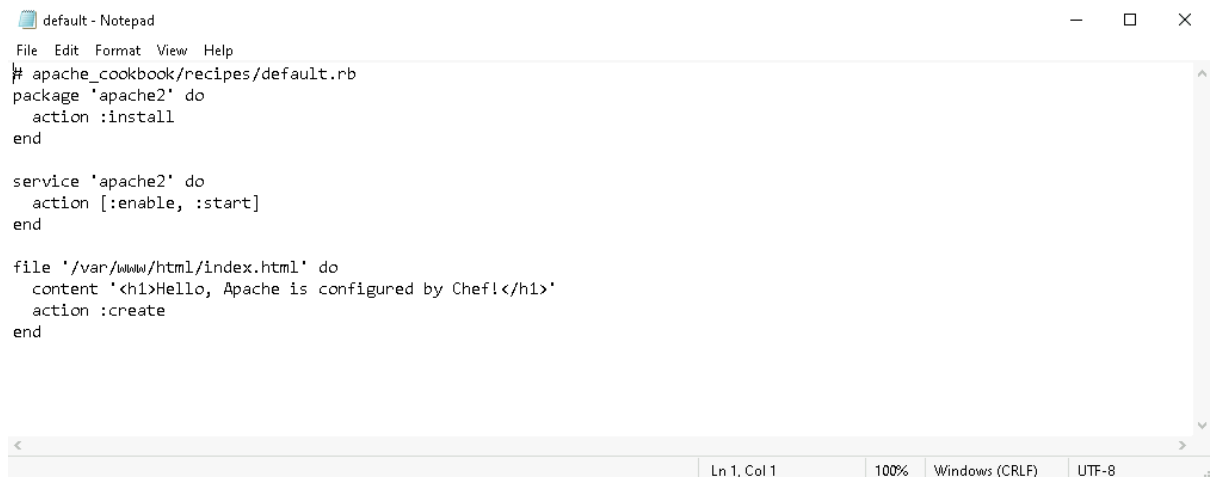 default - Notepad
File Edit Format View Help
# apache_cookbook/recipes/default.rb
package 'apache2' do
  action :install
end

service 'apache2' do
  action [:enable, :start]
end

file '/var/www/html/index.html' do
  content '<h1>Hello, Apache is configured by Chef!</h1>'
  action :create
end
Ln 1, Col 1 100% Windows (CRLF) UTF-8